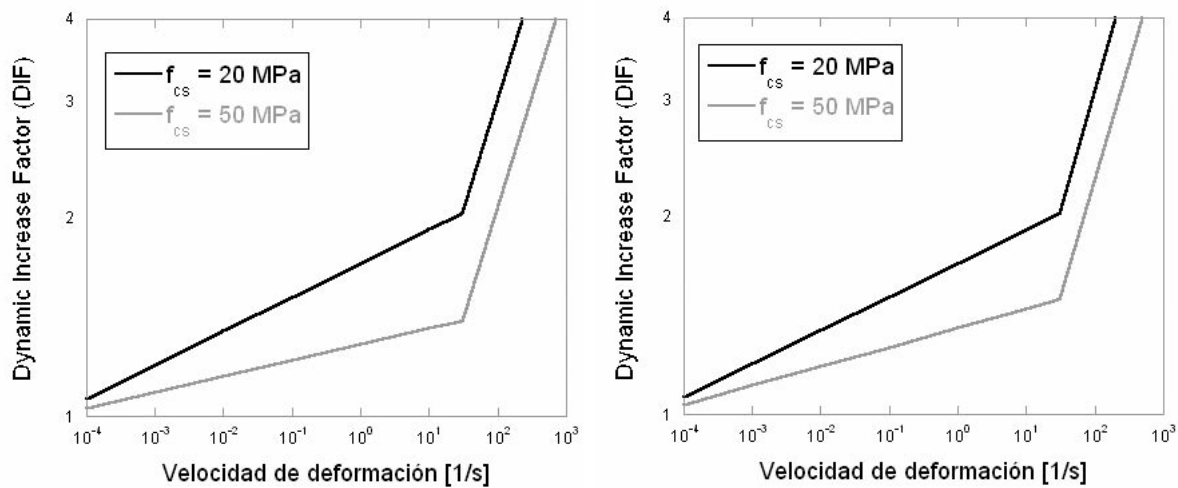 Dynamic Increase Factor (DIF)
4
3
2
1
f_cs = 20 MPa
f_cs = 50 MPa
10^-4 10^-3 10^-2 10^-1 10^0 10^1 10^2 10^3
Velocidad de deformación [1/s]
Dynamic Increase Factor (DIF)
4
3
2
1
f_cs = 20 MPa
f_cs = 50 MPa
10^-4 10^-3 10^-2 10^-1 10^0 10^1 10^2 10^3
Velocidad de deformación [1/s]